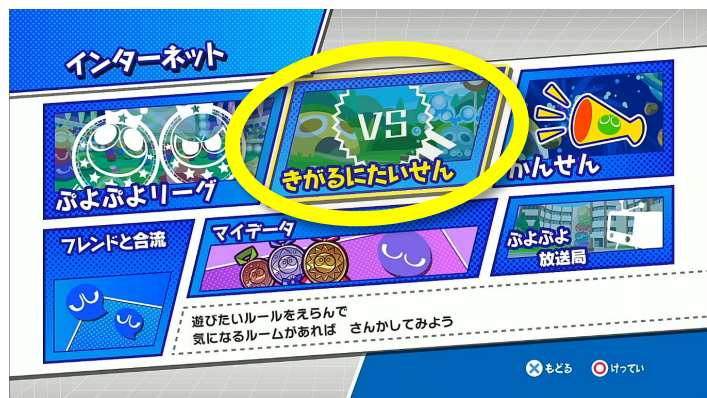 インターネット
ぷよぷよリーグ
VS
きがるにたいせん
かんせん
フレンドと合流
マイデータ
ぷよぷよ
放送局
遊びたいルールをえらんで
気になるルームがあれば さんかしてみよう
もどる
けってい